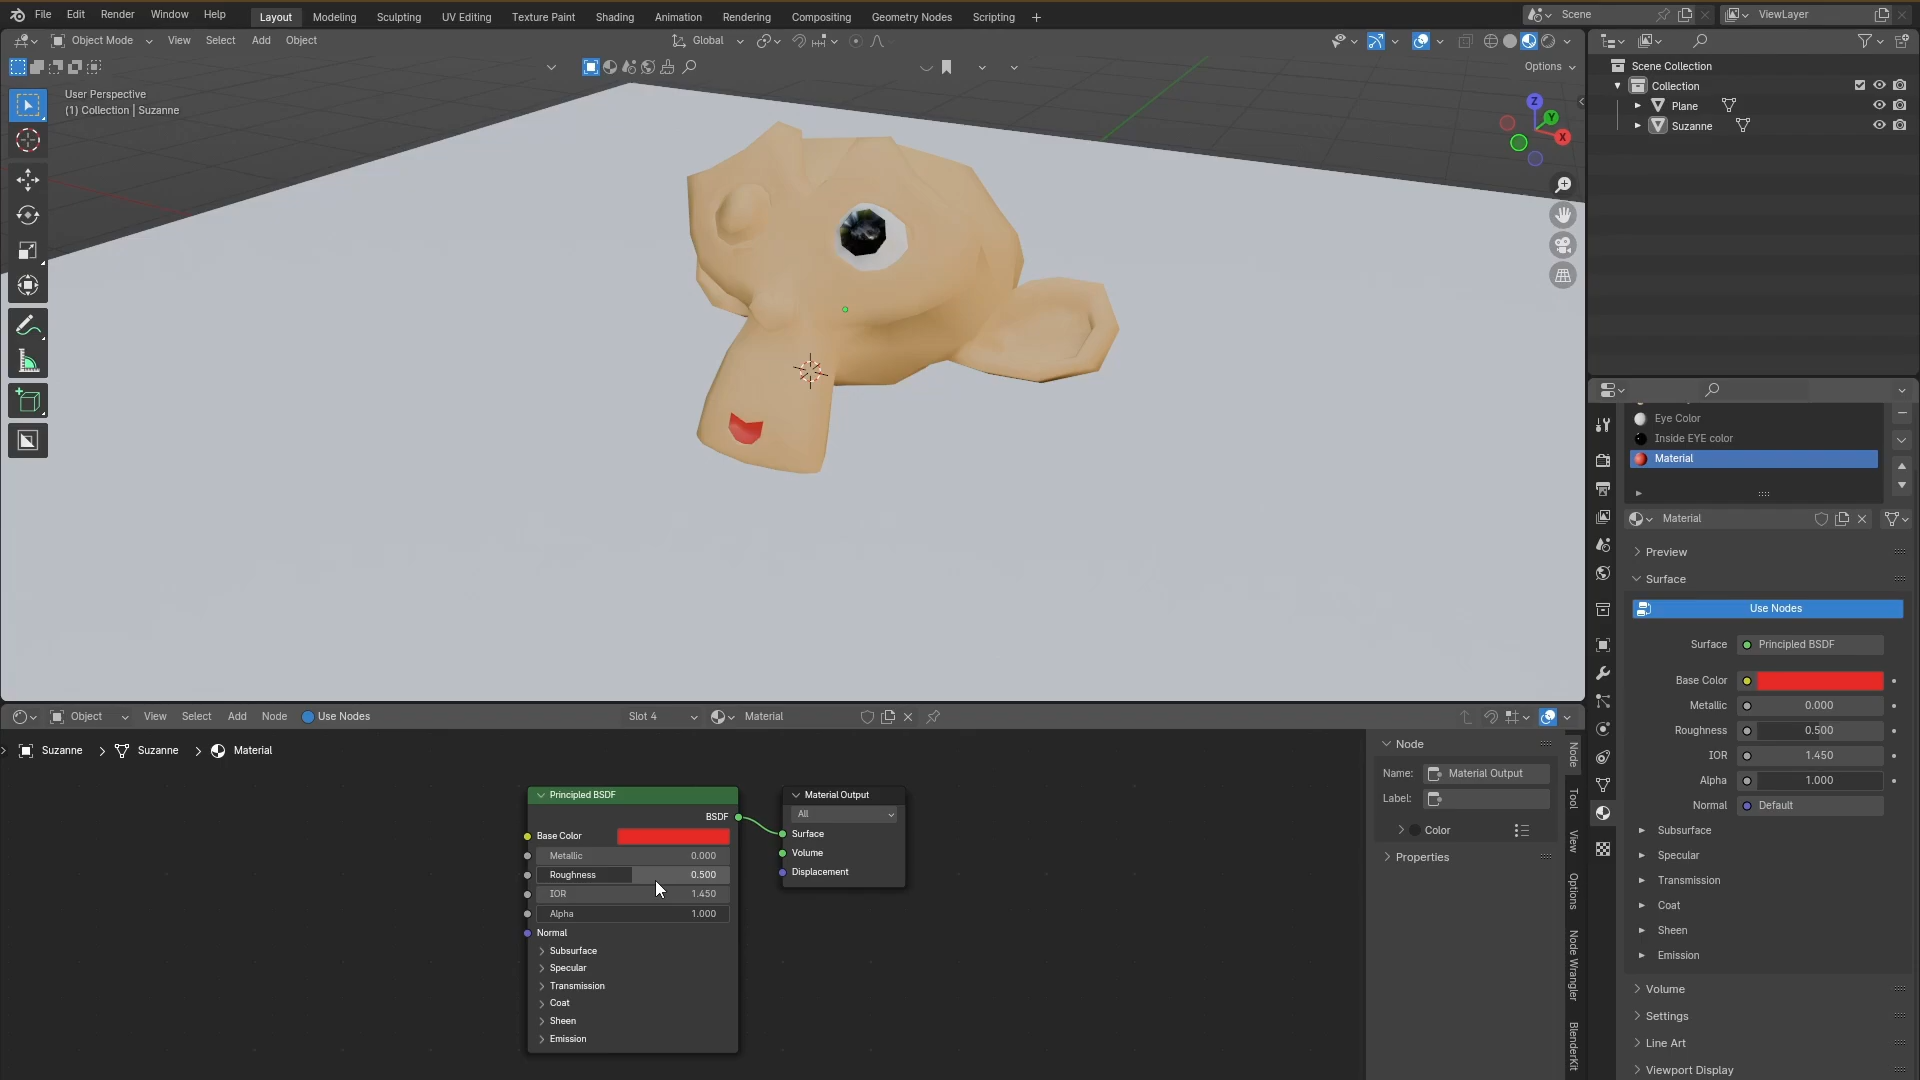 File Edit Render Window Help Layout Modeling Sculpting UV Editing Texture Paint Shading Animation Rendering Compositing Geometry Nodes Scripting Scene ViewLayer
Object Mode View Select Add Object Global
Options
User Perspective
(1) Collection | Suzanne
Z
Y
X
Scene Collection
Collection
Plane
Suzanne
Eye Color
Inside EYE color
Material
Material
Preview
Surface
Use Nodes
Surface Principled BSDF
Base Color
Metallic 0.000
Roughness 0.500
IOR 1.450
Alpha 1.000
Normal Default
Subsurface
Specular
Transmission
Coat
Sheen
Emission
Volume
Settings
Line Art
Viewport Display
Object View Select Add Node Use Nodes Slot 4 Material
Suzanne Suzanne Material
Principled BSDF
BSDF
Base Color
Metallic 0.000
Roughness 0.500
IOR 1.450
Alpha 1.000
Normal
Subsurface
Specular
Transmission
Coat
Sheen
Emission
Material Output
All
Surface
Volume
Displacement
Node
Name: Material Output
Label:
Color
Properties
Node
Tool
View
Options
Node Wrangler
BlenderKit